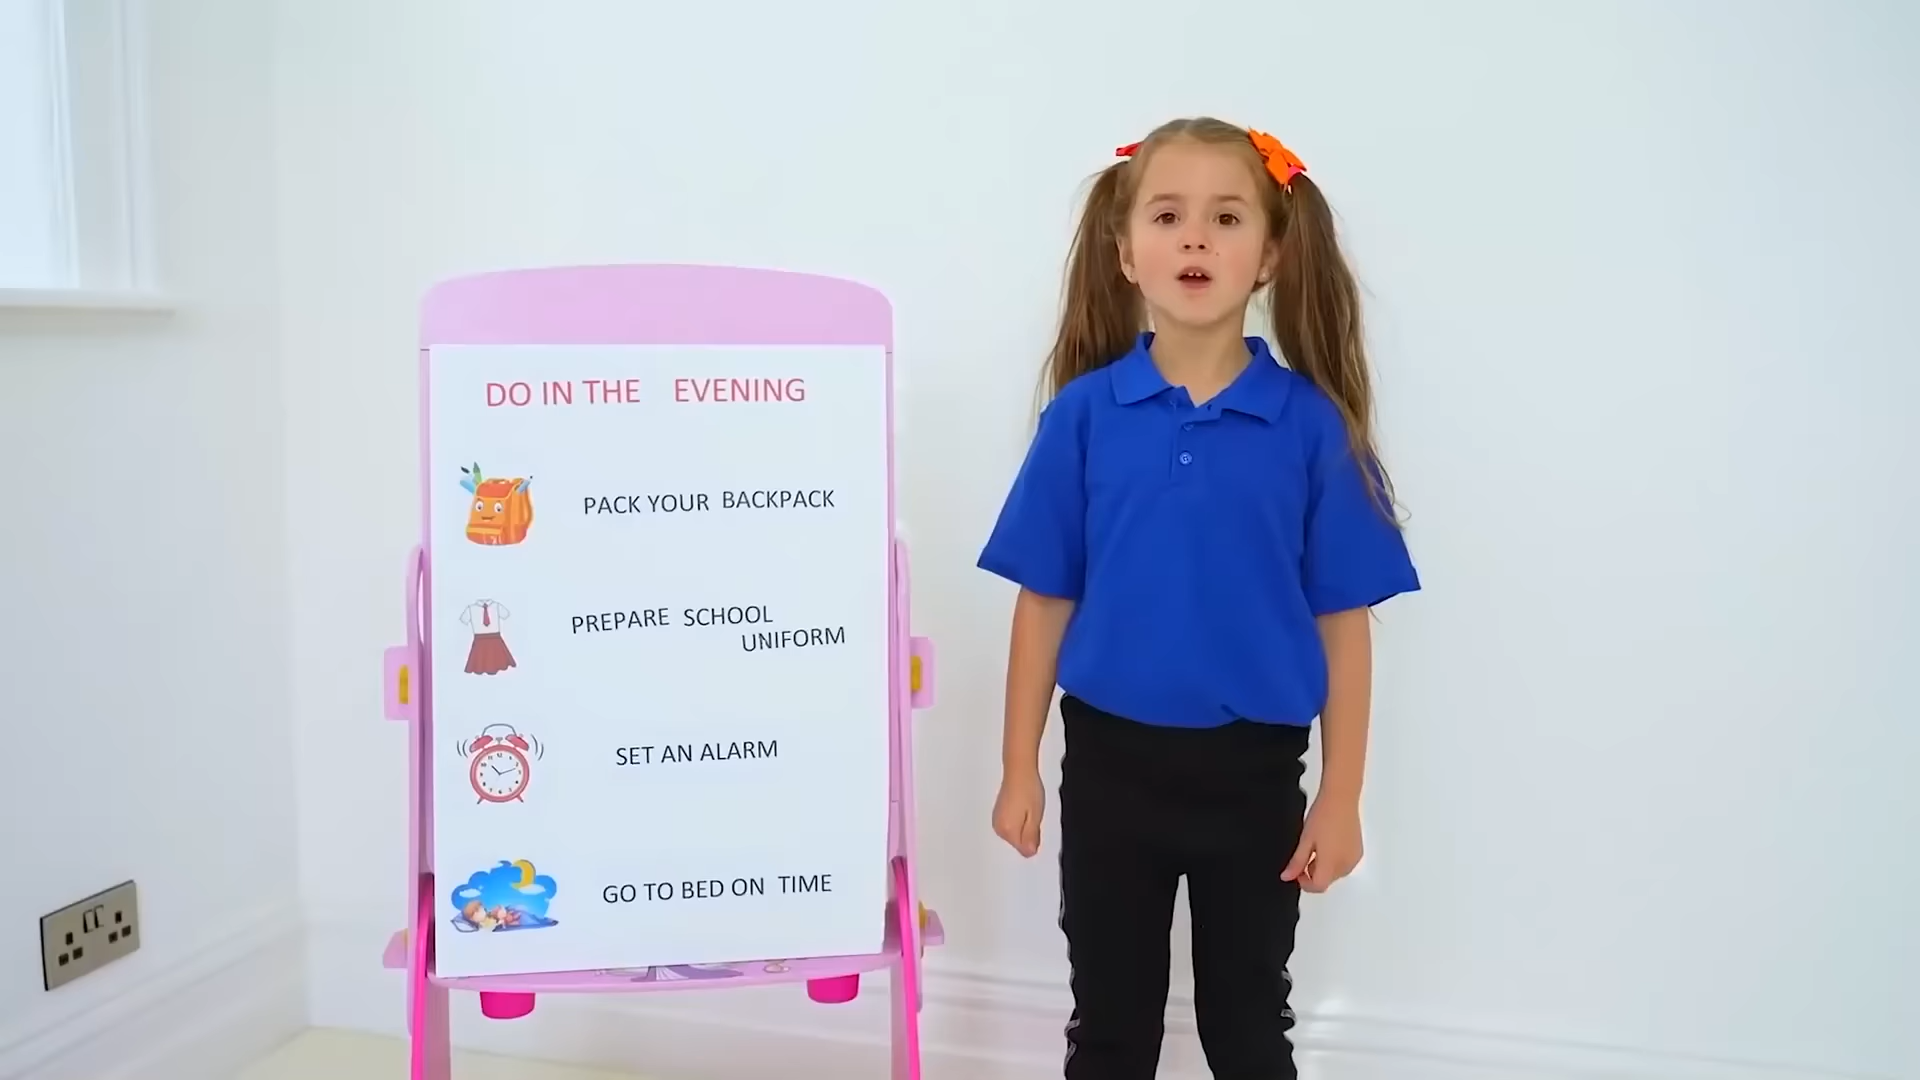 DO IN THE EVENING
PACK YOUR BACKPACK
PREPARE SCHOOL
UNIFORM
SET AN ALARM
GO TO BED ON TIME